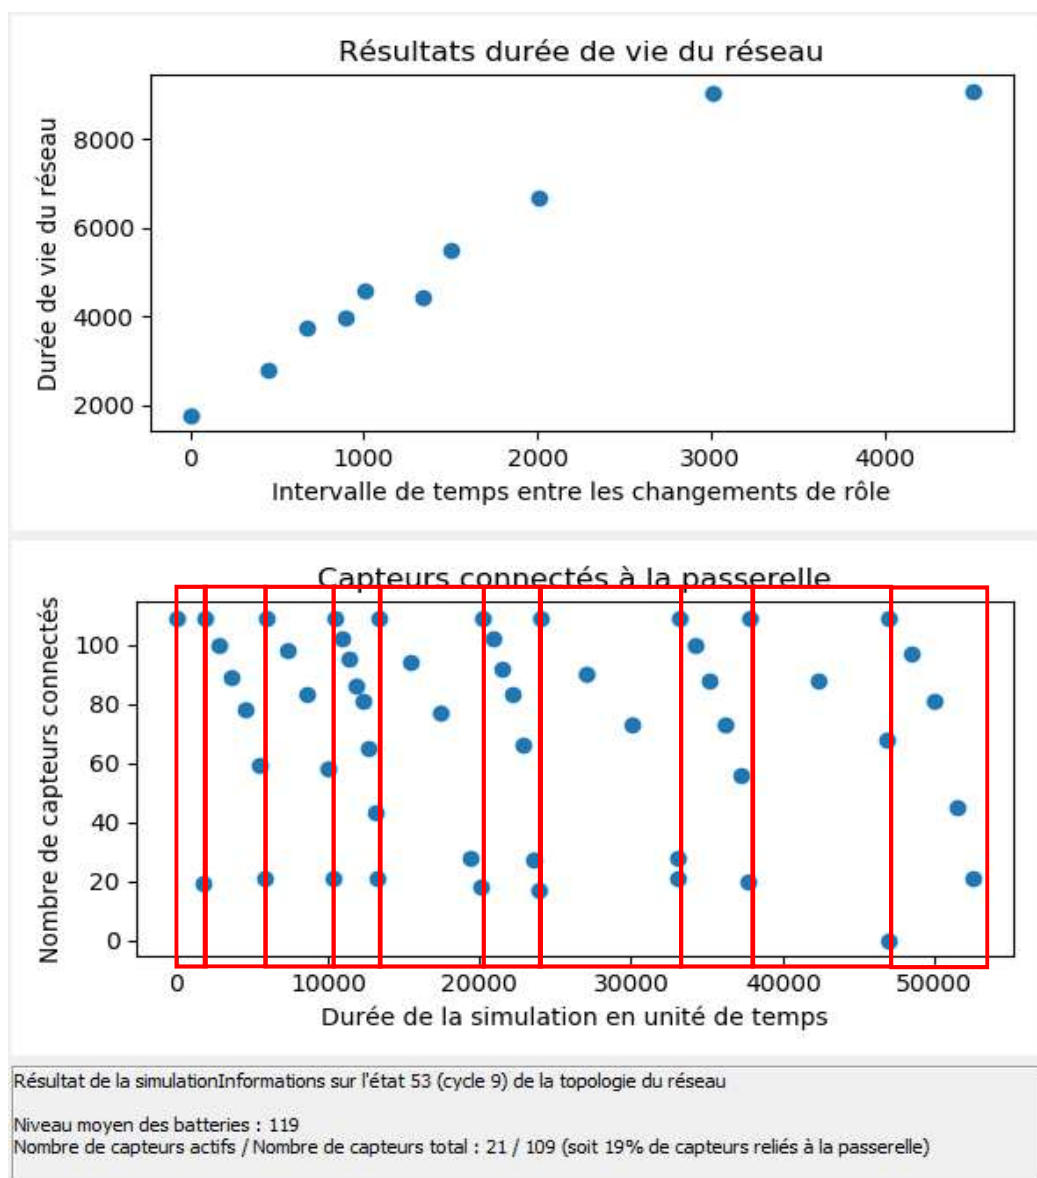 Résultats durée de vie du réseau
Durée de vie du réseau
8000
6000
4000
2000
0 1000 2000 3000 4000
Intervalle de temps entre les changements de rôle
Capteurs connectés à la passerelle
Nombre de capteurs connectés
100
80
60
40
20
0
0 10000 20000 30000 40000 50000
Durée de la simulation en unité de temps
Résultat de la simulationInformations sur l'état 53 (cycle 9) de la topologie du réseau
Niveau moyen des batteries : 119
Nombre de capteurs actifs / Nombre de capteurs total : 21 / 109 (soit 19% de capteurs reliés à la passerelle)